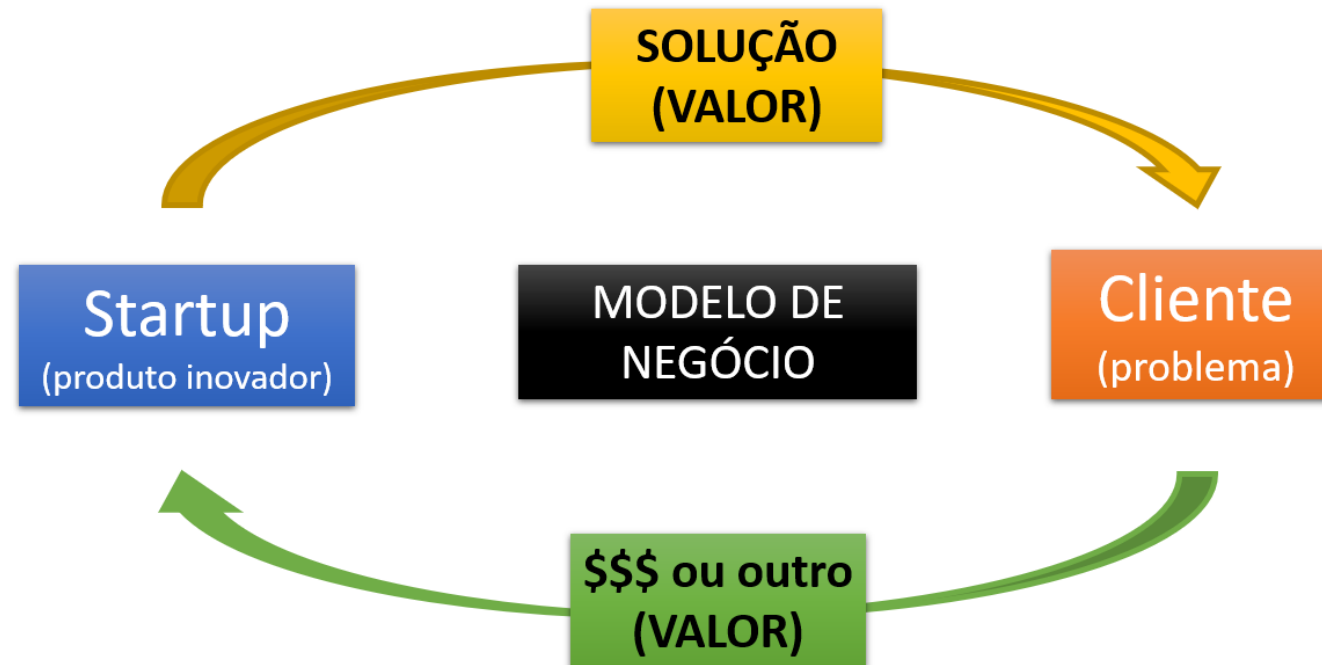 SOLUÇÃO
(VALOR)
Startup
(produto inovador)
MODELO DE
NEGÓCIO
Cliente
(problema)
$$$ ou outro
(VALOR)